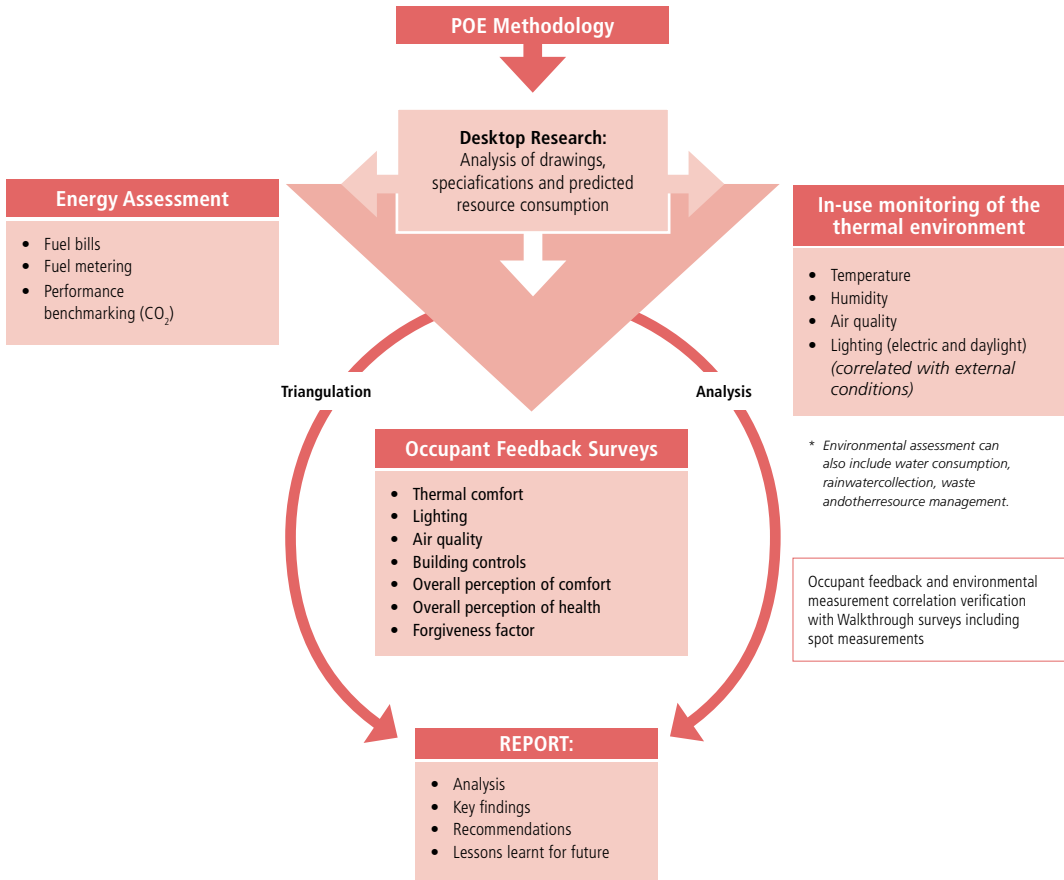 POE Methodology
Desktop Research:
Analysis of drawings,
speciafifications and predicted
resource consumption
Energy Assessment
• Fuel bills
• Fuel metering
• Performance
benchmarking (CO₂)
In-use monitoring of the
thermal environment
• Temperature
• Humidity
• Air quality
• Lighting (electric and daylight)
(correlated with external
conditions)
* Environmental assessment can
also include water consumption,
rainwatercollection, waste
andotherresource management.
Triangulation
Analysis
Occupant Feedback Surveys
• Thermal comfort
• Lighting
• Air quality
• Building controls
• Overall perception of comfort
• Overall perception of health
• Forgiveness factor
Occupant feedback and environmental
measurement correlation verification
with Walkthrough surveys including
spot measurements
REPORT:
• Analysis
• Key findings
• Recommendations
• Lessons learnt for future